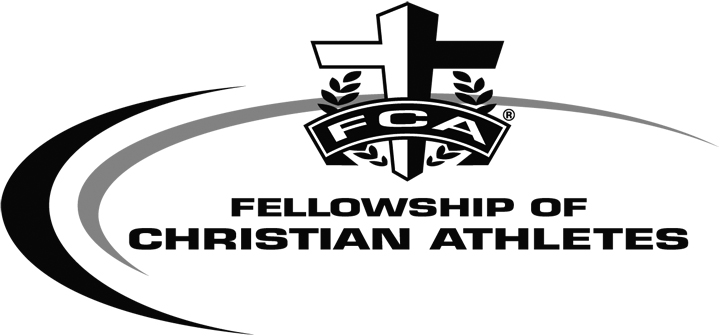 FCA®
FELLOWSHIP OF
CHRISTIAN ATHLETES